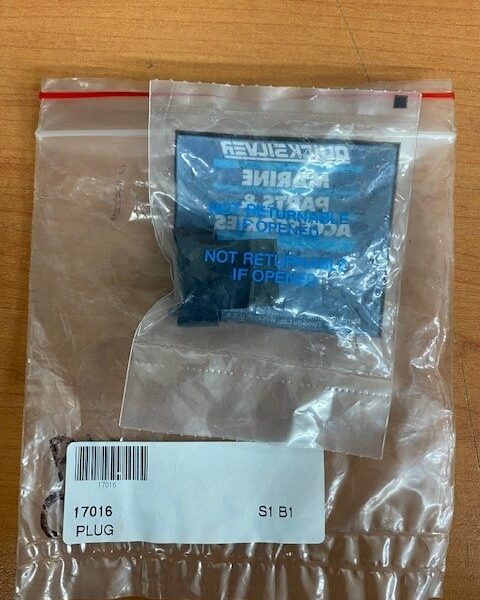 QUICKSILVER
MARINE
PARTS &
ACCESSORIES
NOT RETURNABLE
IF OPENED
NOT RETURNABLE
IF OPENED
17016
17016
S1 B1
PLUG